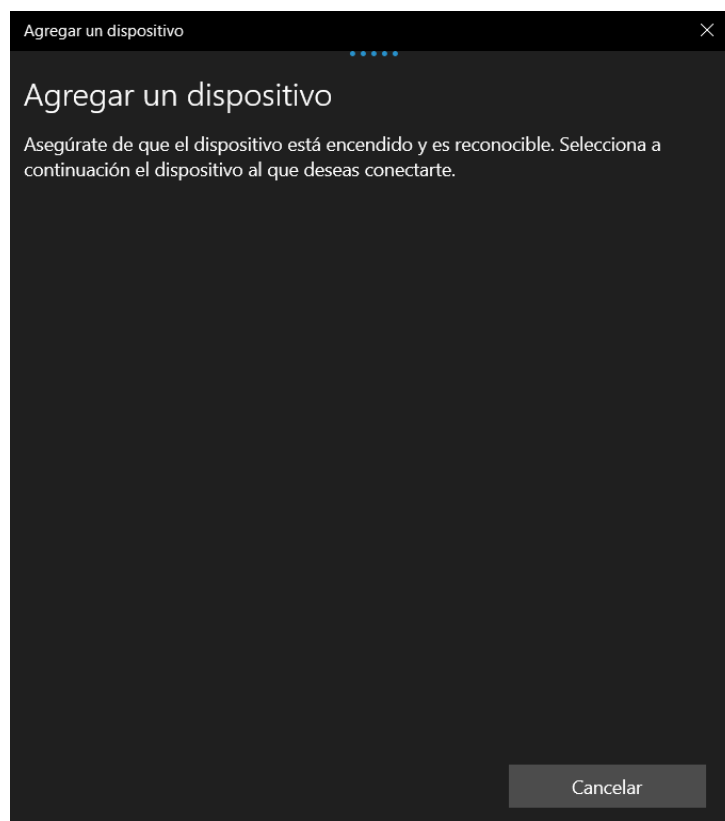 Agregar un dispositivo
Agregar un dispositivo
Asegúrate de que el dispositivo está encendido y es reconocible. Selecciona a
continuación el dispositivo al que deseas conectarte.
Cancelar